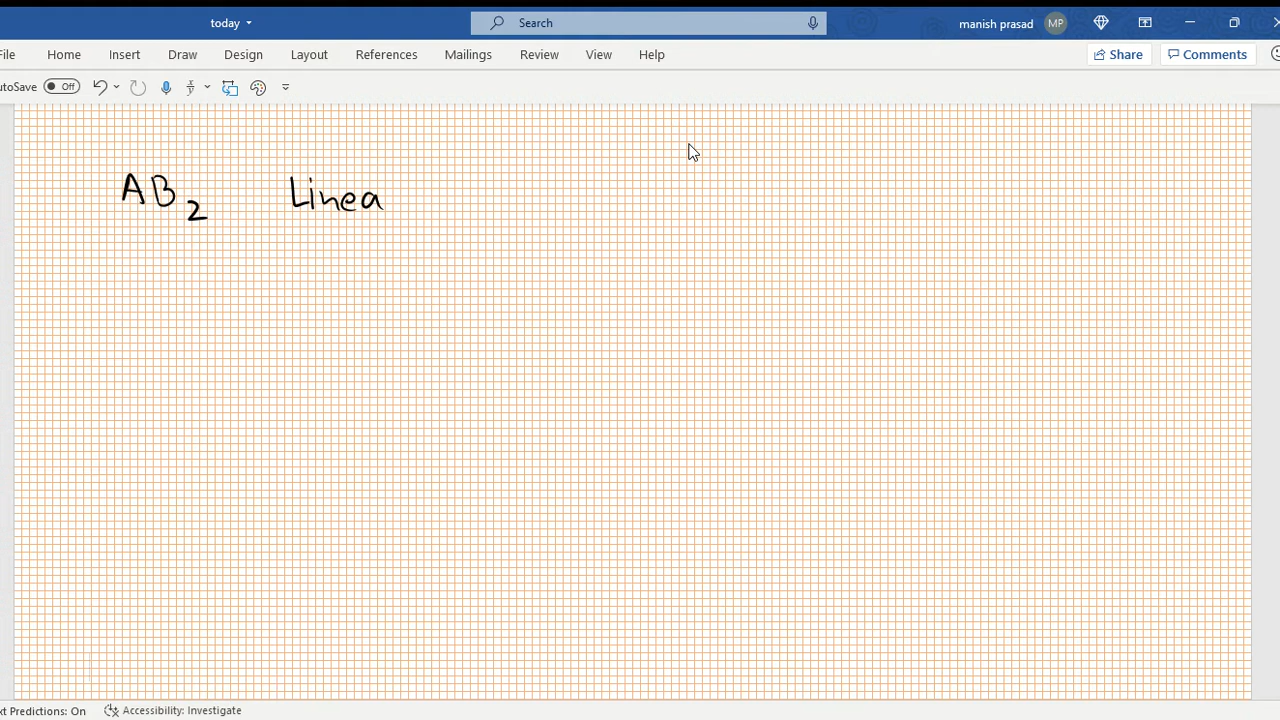 today Search manish prasad MP
File Home Insert Draw Design Layout References Mailings Review View Help Share Comments
AutoSave Off x/y
AB₂ Linea
xt Predictions: On Accessibility: Investigate